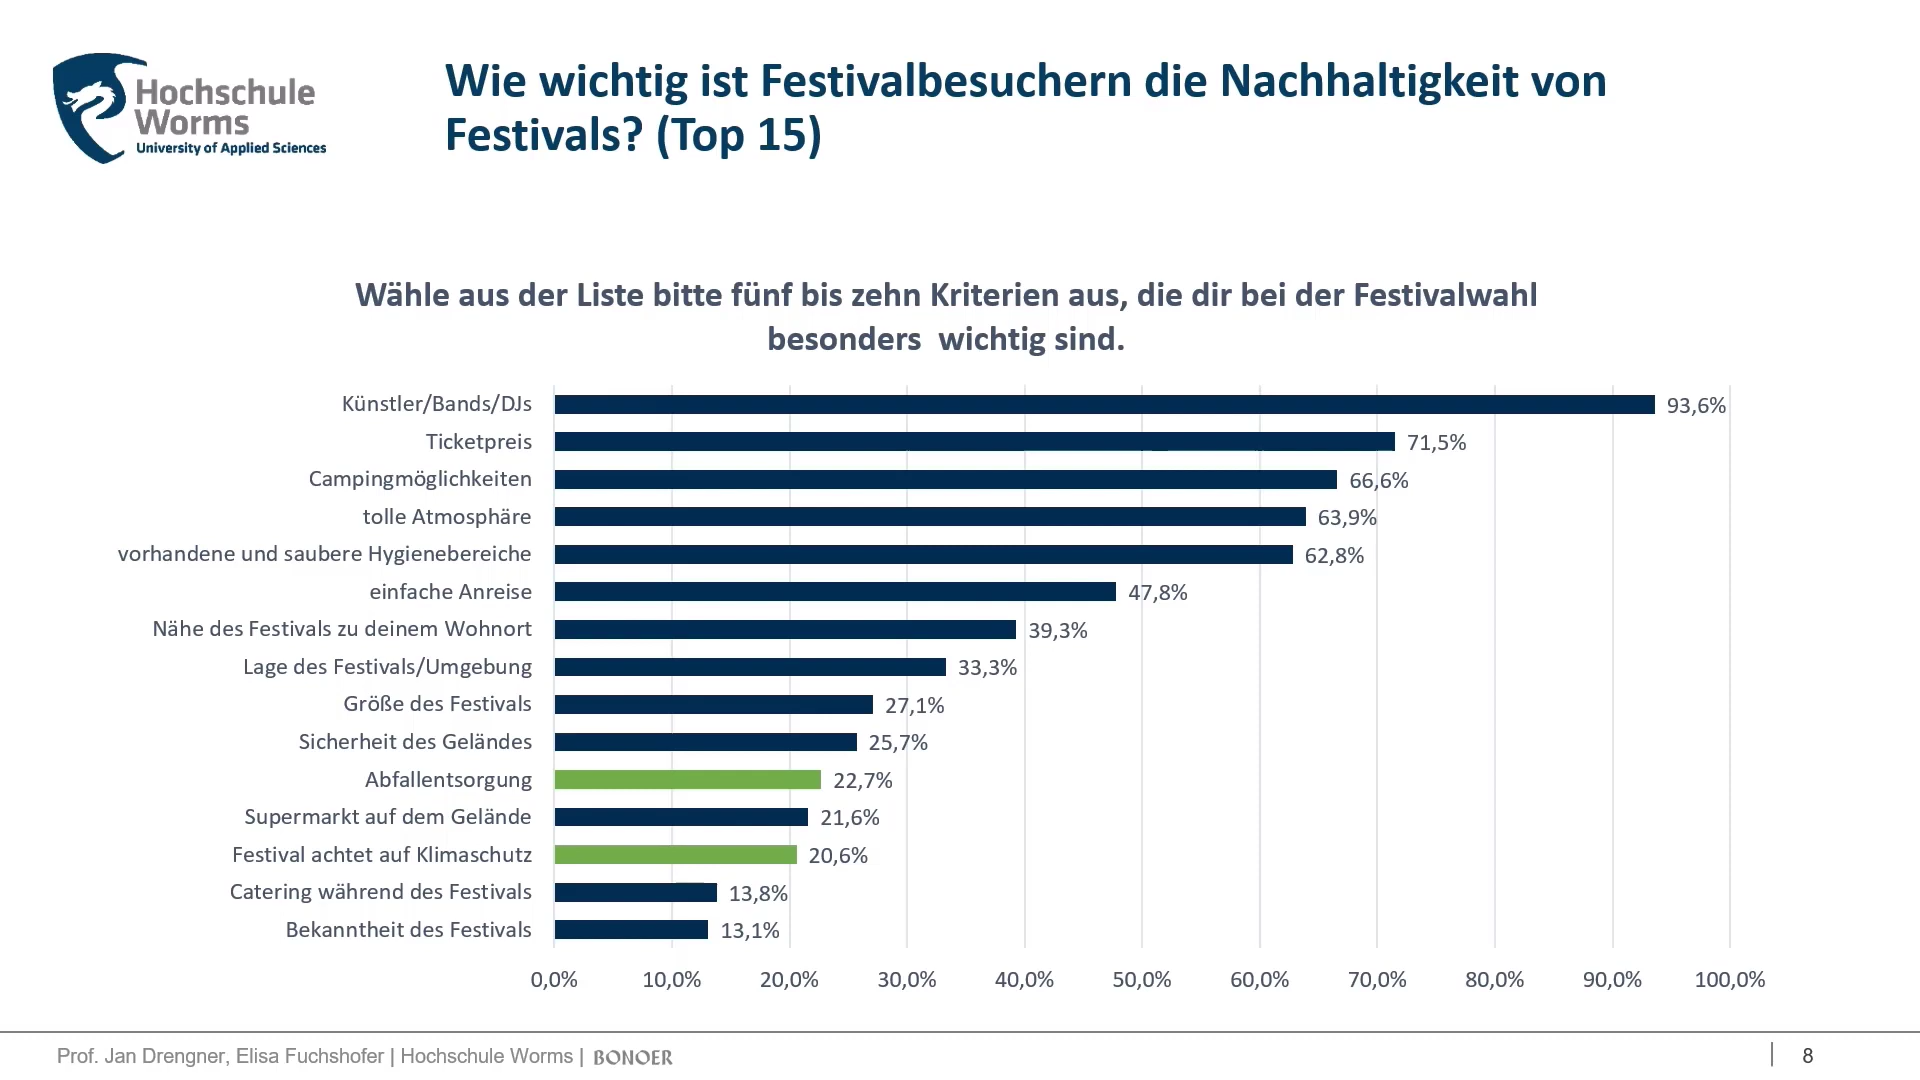 Hochschule
Worms
University of Applied Sciences
Wie wichtig ist Festivalbesuchern die Nachhaltigkeit von
Festivals? (Top 15)
Wähle aus der Liste bitte fünf bis zehn Kriterien aus, die dir bei der Festivalwahl
besonders wichtig sind.
Künstler/Bands/DJs 93,6%
Ticketpreis 71,5%
Campingmöglichkeiten 66,6%
tolle Atmosphäre 63,9%
vorhandene und saubere Hygienebereiche 62,8%
einfache Anreise 47,8%
Nähe des Festivals zu deinem Wohnort 39,3%
Lage des Festivals/Umgebung 33,3%
Größe des Festivals 27,1%
Sicherheit des Geländes 25,7%
Abfallentsorgung 22,7%
Supermarkt auf dem Gelände 21,6%
Festival achtet auf Klimaschutz 20,6%
Catering während des Festivals 13,8%
Bekanntheit des Festivals 13,1%
0,0% 10,0% 20,0% 30,0% 40,0% 50,0% 60,0% 70,0% 80,0% 90,0% 100,0%
Prof. Jan Drengner, Elisa Fuchshofer | Hochschule Worms | BONOER
8